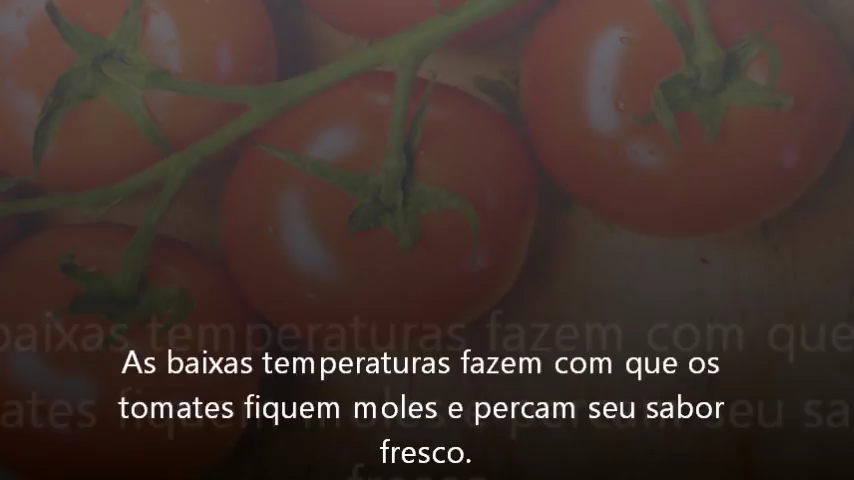 As baixas temperaturas fazem com que os
tomates fiquem moles e percam seu sabor
fresco.